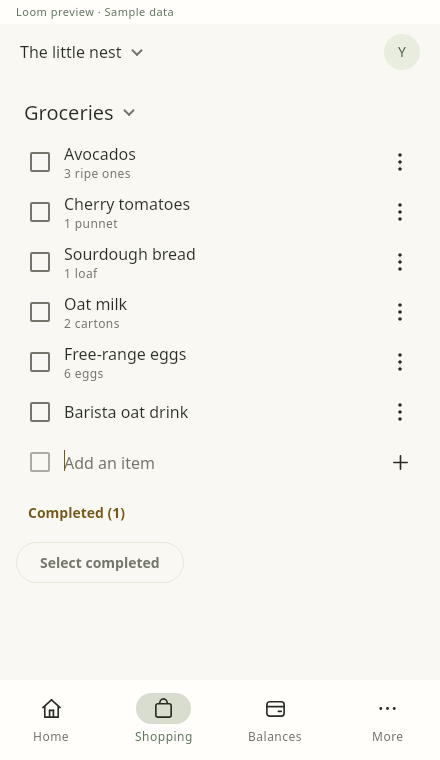 Loom preview · Sample data
The little nest
Y
Groceries
Avocados
3 ripe ones
Cherry tomatoes
1 punnet
Sourdough bread
1 loaf
Oat milk
2 cartons
Free-range eggs
6 eggs
Barista oat drink
Add an item
Completed (1)
Select completed
Home
Shopping
Balances
More